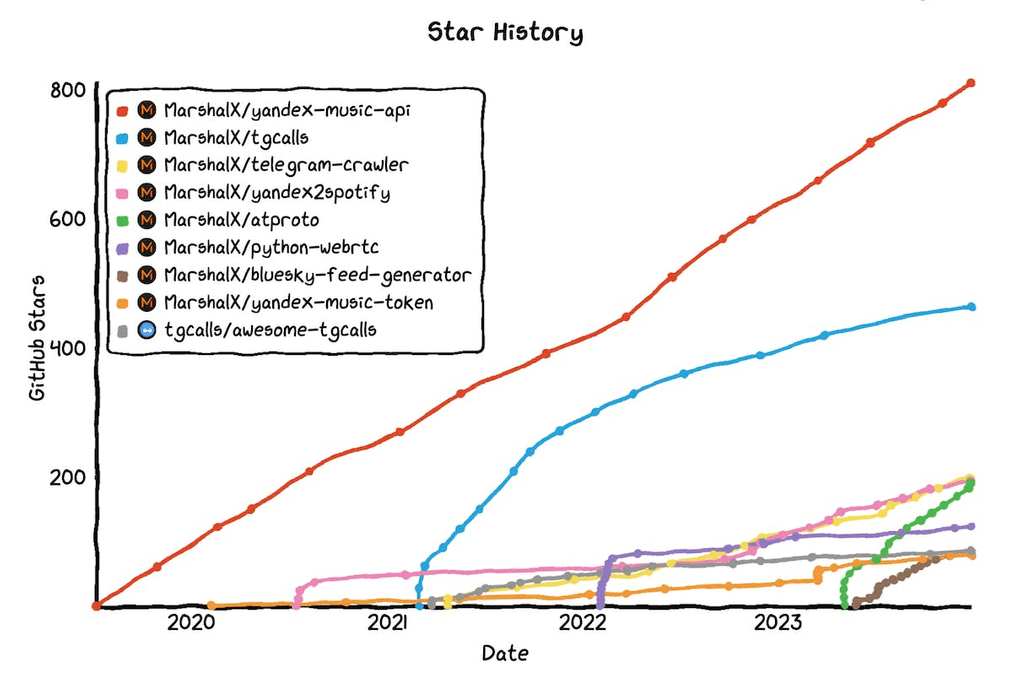 Star History
800
600
400
200
GitHub Stars
MarshalX/yandex-music-api
MarshalX/tgcalls
MarshalX/telegram-crawler
MarshalX/yandex2spotify
MarshalX/atproto
MarshalX/python-webrtc
MarshalX/bluesky-feed-generator
MarshalX/yandex-music-token
tgcalls/awesome-tgcalls
2020
2021
2022
2023
Date